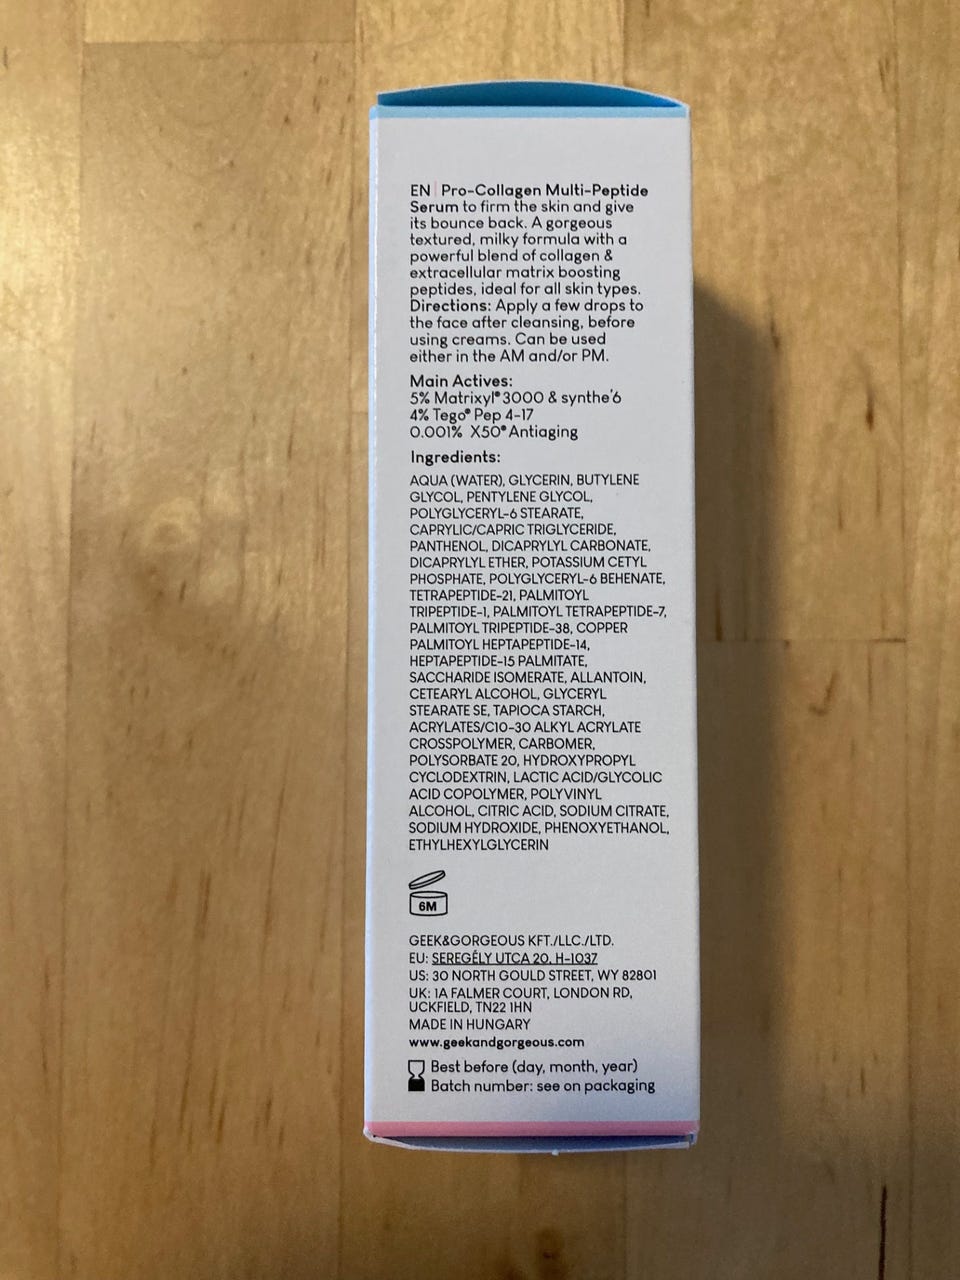 EN | Pro-Collagen Multi-Peptide
Serum to firm the skin and give
its bounce back. A gorgeous
textured, milky formula with a
powerful blend of collagen &
extracellular matrix boosting
peptides, ideal for all skin types.
Directions: Apply a few drops to
the face after cleansing, before
using creams. Can be used
either in the AM and/or PM.
Main Actives:
5% Matrixyl® 3000 & synthe'6
4% Tego® Pep 4-17
0.001% X50® Antiaging
Ingredients:
AQUA (WATER), GLYCERIN, BUTYLENE
GLYCOL, PENTYLENE GLYCOL,
POLYGLYCERYL-6 STEARATE,
CAPRYLIC/CAPRIC TRIGLYCERIDE,
PANTHENOL, DICAPRYLYL CARBONATE,
DICAPRYLYL ETHER, POTASSIUM CETYL
PHOSPHATE, POLYGLYCERYL-6 BEHENATE,
TETRAPEPTIDE-21, PALMITOYL
TRIPEPTIDE-1, PALMITOYL TETRAPEPTIDE-7,
PALMITOYL TRIPEPTIDE-38, COPPER
PALMITOYL HEPTAPEPTIDE-14,
HEPTAPEPTIDE-15 PALMITATE,
SACCHARIDE ISOMERATE, ALLANTOIN,
CETEARYL ALCOHOL, GLYCERYL
STEARATE SE, TAPIOCA STARCH,
ACRYLATES/C10-30 ALKYL ACRYLATE
CROSSPOLYMER, CARBOMER,
POLYSORBATE 20, HYDROXYPROPYL
CYCLODEXTRIN, LACTIC ACID/GLYCOLIC
ACID COPOLYMER, POLYVINYL
ALCOHOL, CITRIC ACID, SODIUM CITRATE,
SODIUM HYDROXIDE, PHENOXYETHANOL,
ETHYLHEXYLGLYCERIN
6M
GEEK&GORGEOUS KFT./LLC./LTD.
EU: SEREGÉLY UTCA 20, H-1037
US: 30 NORTH GOULD STREET, WY 82801
UK: 1A FALMER COURT, LONDON RD,
UCKFIELD, TN22 1HN
MADE IN HUNGARY
www.geekandgorgeous.com
Best before (day, month, year)
Batch number: see on packaging